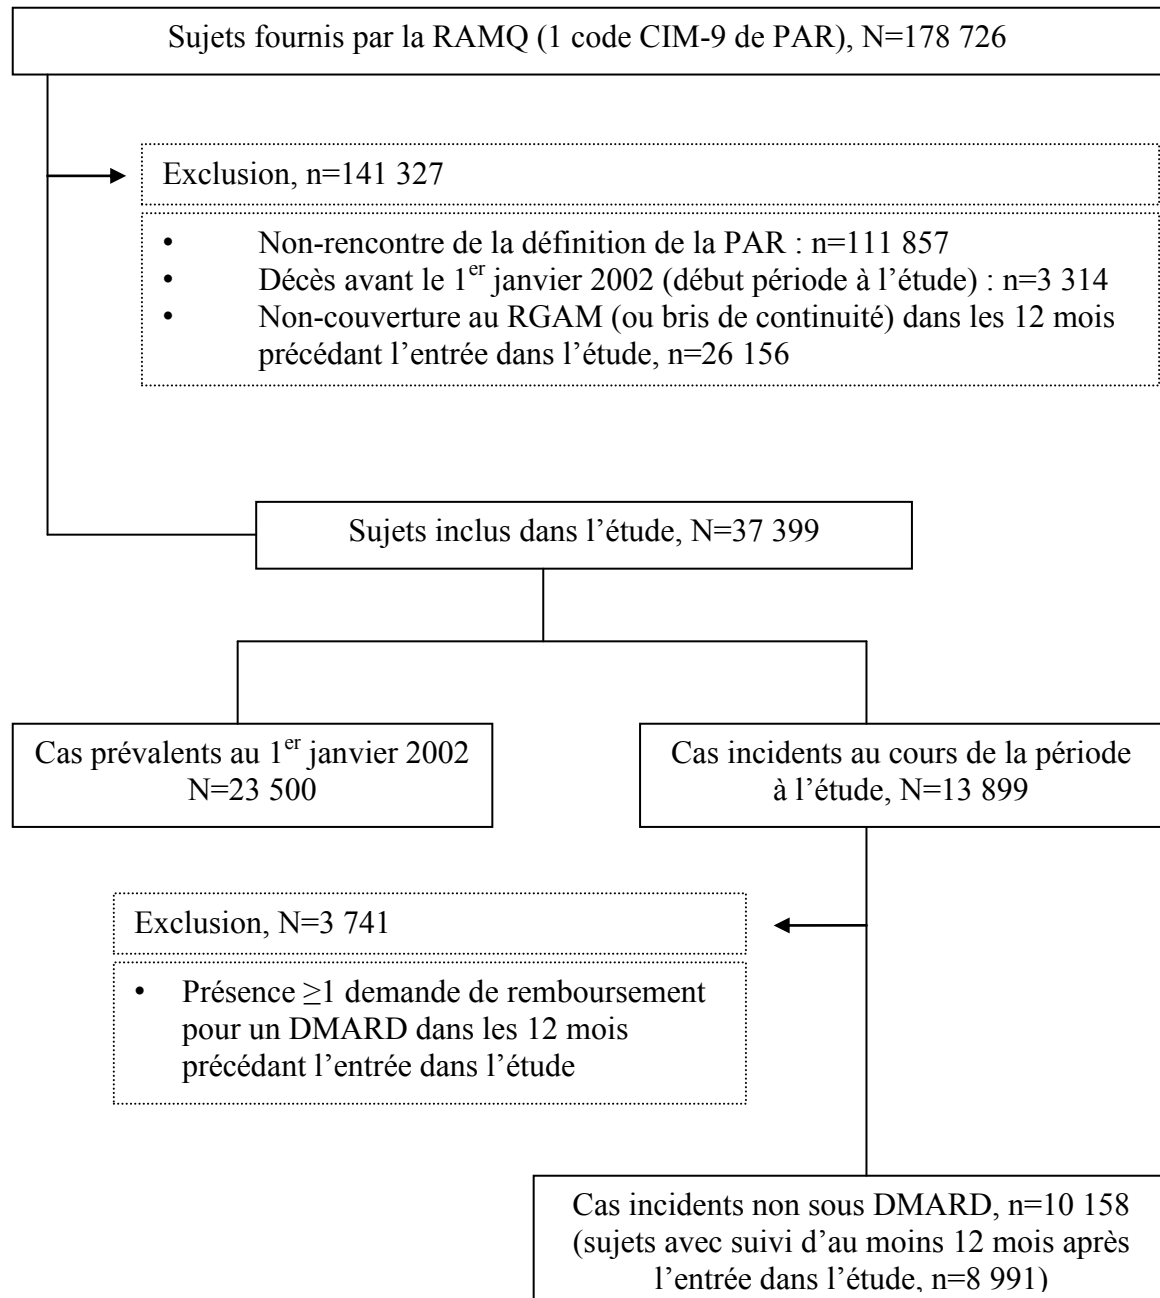 Sujets fournis par la RAMQ (1 code CIM-9 de PAR), N=178 726
Exclusion, n=141 327
• Non-rencontre de la définition de la PAR : n=111 857
• Décès avant le 1er janvier 2002 (début période à l’étude) : n=3 314
• Non-couverture au RGAM (ou bris de continuité) dans les 12 mois
précédant l’entrée dans l’étude, n=26 156
Sujets inclus dans l’étude, N=37 399
Cas prévalents au 1er janvier 2002
N=23 500
Cas incidents au cours de la période
à l’étude, N=13 899
Exclusion, N=3 741
• Présence ≥1 demande de remboursement
pour un DMARD dans les 12 mois
précédant l’entrée dans l’étude
Cas incidents non sous DMARD, n=10 158
(sujets avec suivi d’au moins 12 mois après
l’entrée dans l’étude, n=8 991)